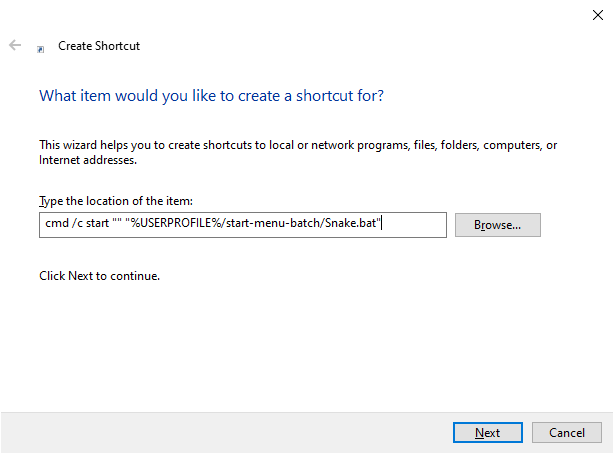 Create Shortcut
What item would you like to create a shortcut for?
This wizard helps you to create shortcuts to local or network programs, files, folders, computers, or
Internet addresses.
Type the location of the item:
cmd /c start "" "%USERPROFILE%/start-menu-batch/Snake.bat"
Browse...
Click Next to continue.
Next
Cancel